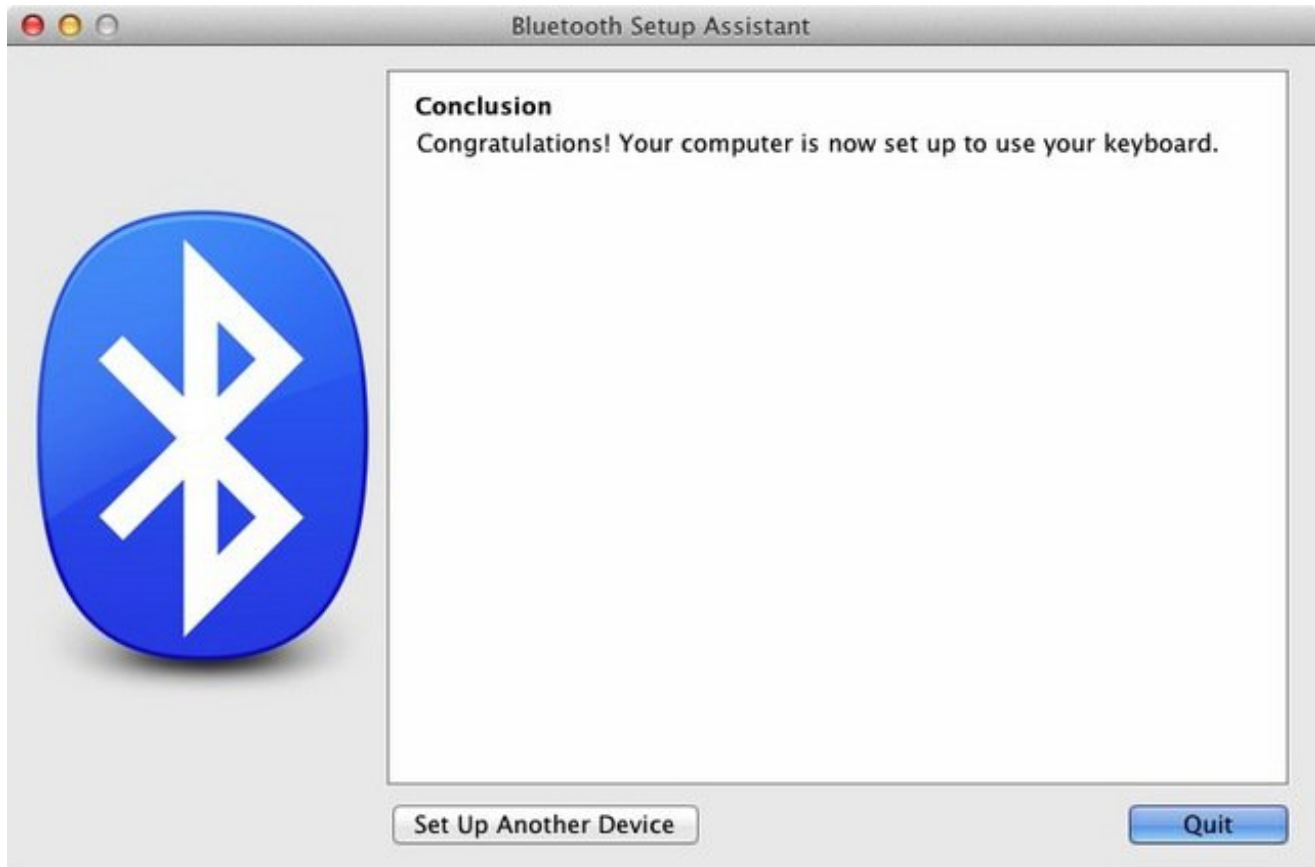 Bluetooth Setup Assistant
Conclusion
Congratulations! Your computer is now set up to use your keyboard.
Set Up Another Device
Quit